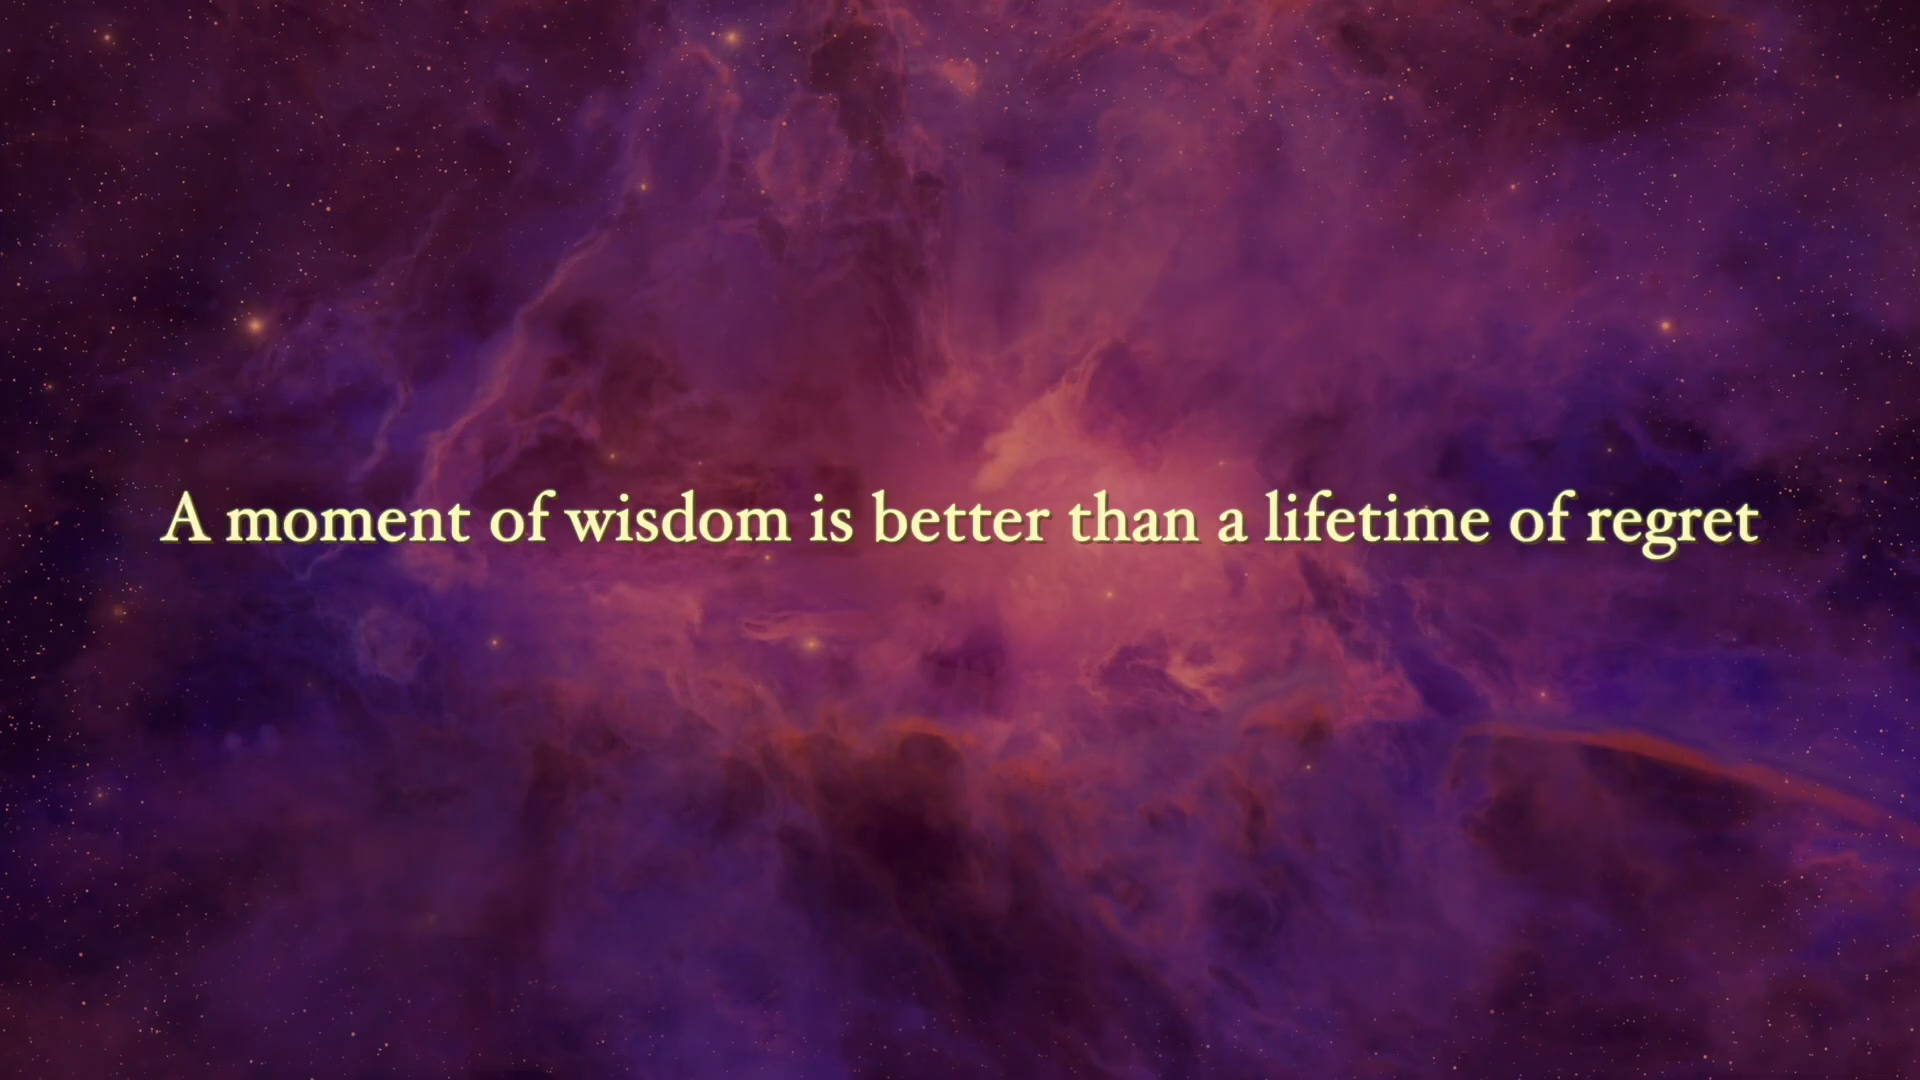 A moment of wisdom is better than a lifetime of regret